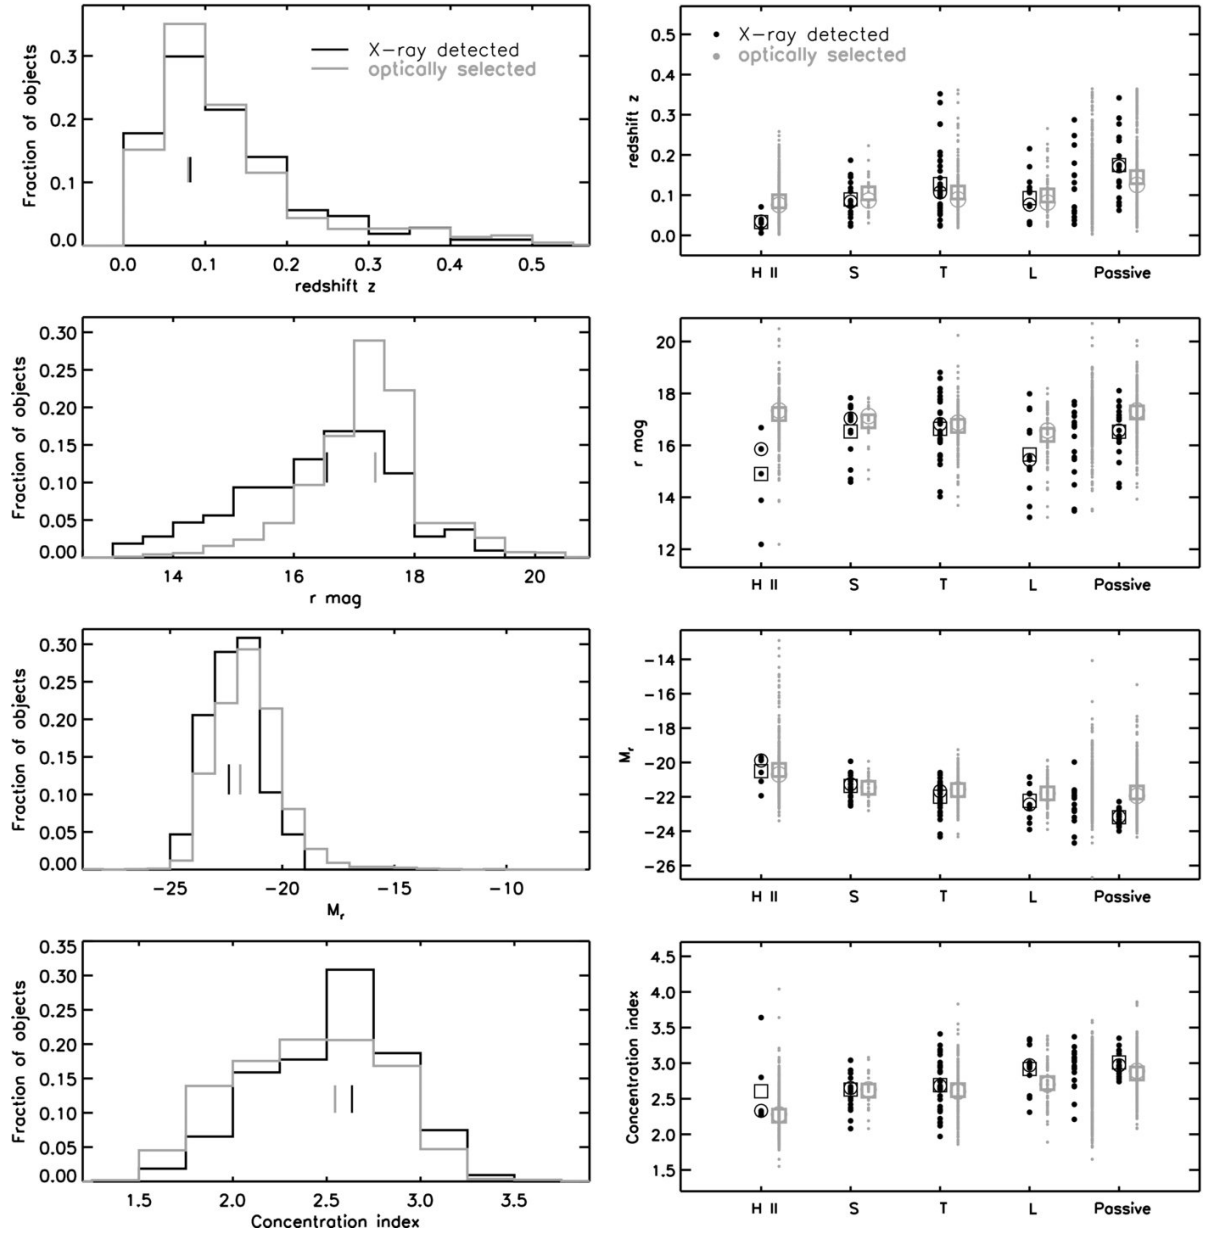 X-ray detected
optically selected
Fraction of objects
0.3
0.2
0.1
0.0
0.0 0.1 0.2 0.3 0.4 0.5
redshift z
X-ray detected
optically selected
redshift z
0.5
0.4
0.3
0.2
0.1
0.0
H II S T L Passive
Fraction of objects
0.30
0.25
0.20
0.15
0.10
0.05
0.00
14 16 18 20
r mag
r mag
20
18
16
14
12
H II S T L Passive
Fraction of objects
0.30
0.25
0.20
0.15
0.10
0.05
0.00
-25 -20 -15 -10
Mr
Mr
-14
-16
-18
-20
-22
-24
-26
H II S T L Passive
Fraction of objects
0.35
0.30
0.25
0.20
0.15
0.10
0.05
0.00
1.5 2.0 2.5 3.0 3.5
Concentration index
Concentration index
4.5
4.0
3.5
3.0
2.5
2.0
1.5
H II S T L Passive